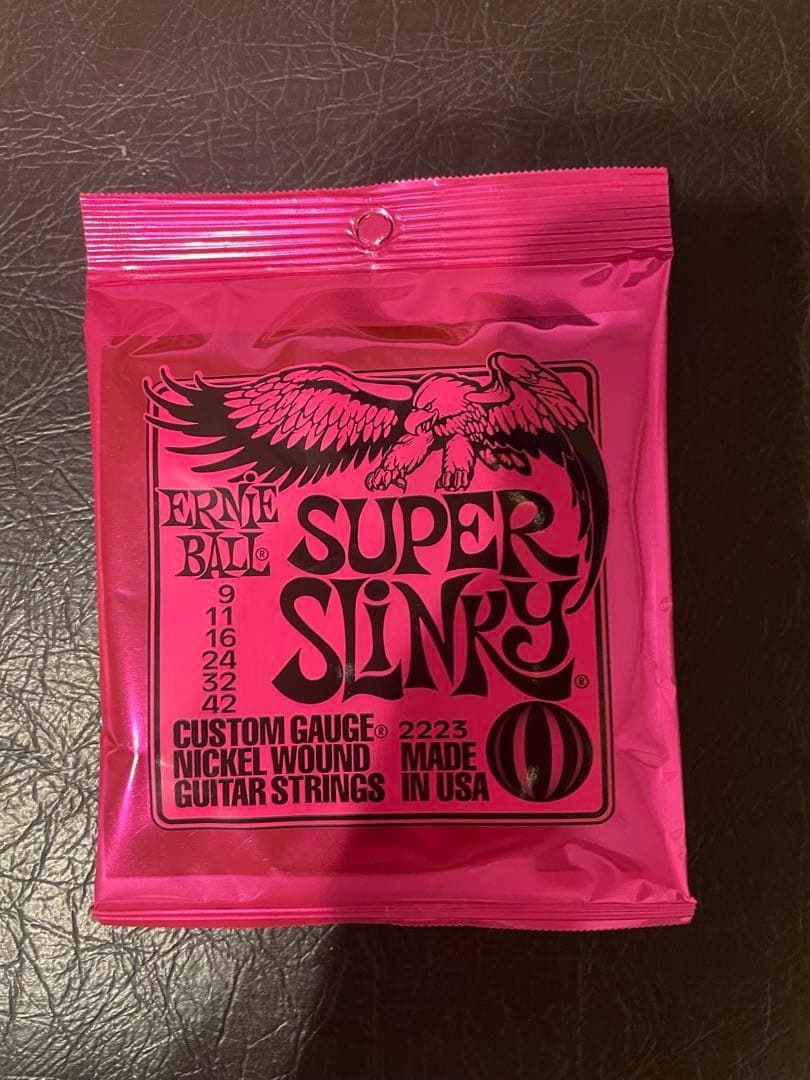 ERNIE
BALL®
SUPER
SLINKY®
9
11
16
24
32
42
CUSTOM GAUGE®
NICKEL WOUND
GUITAR STRINGS
2223
MADE
IN USA